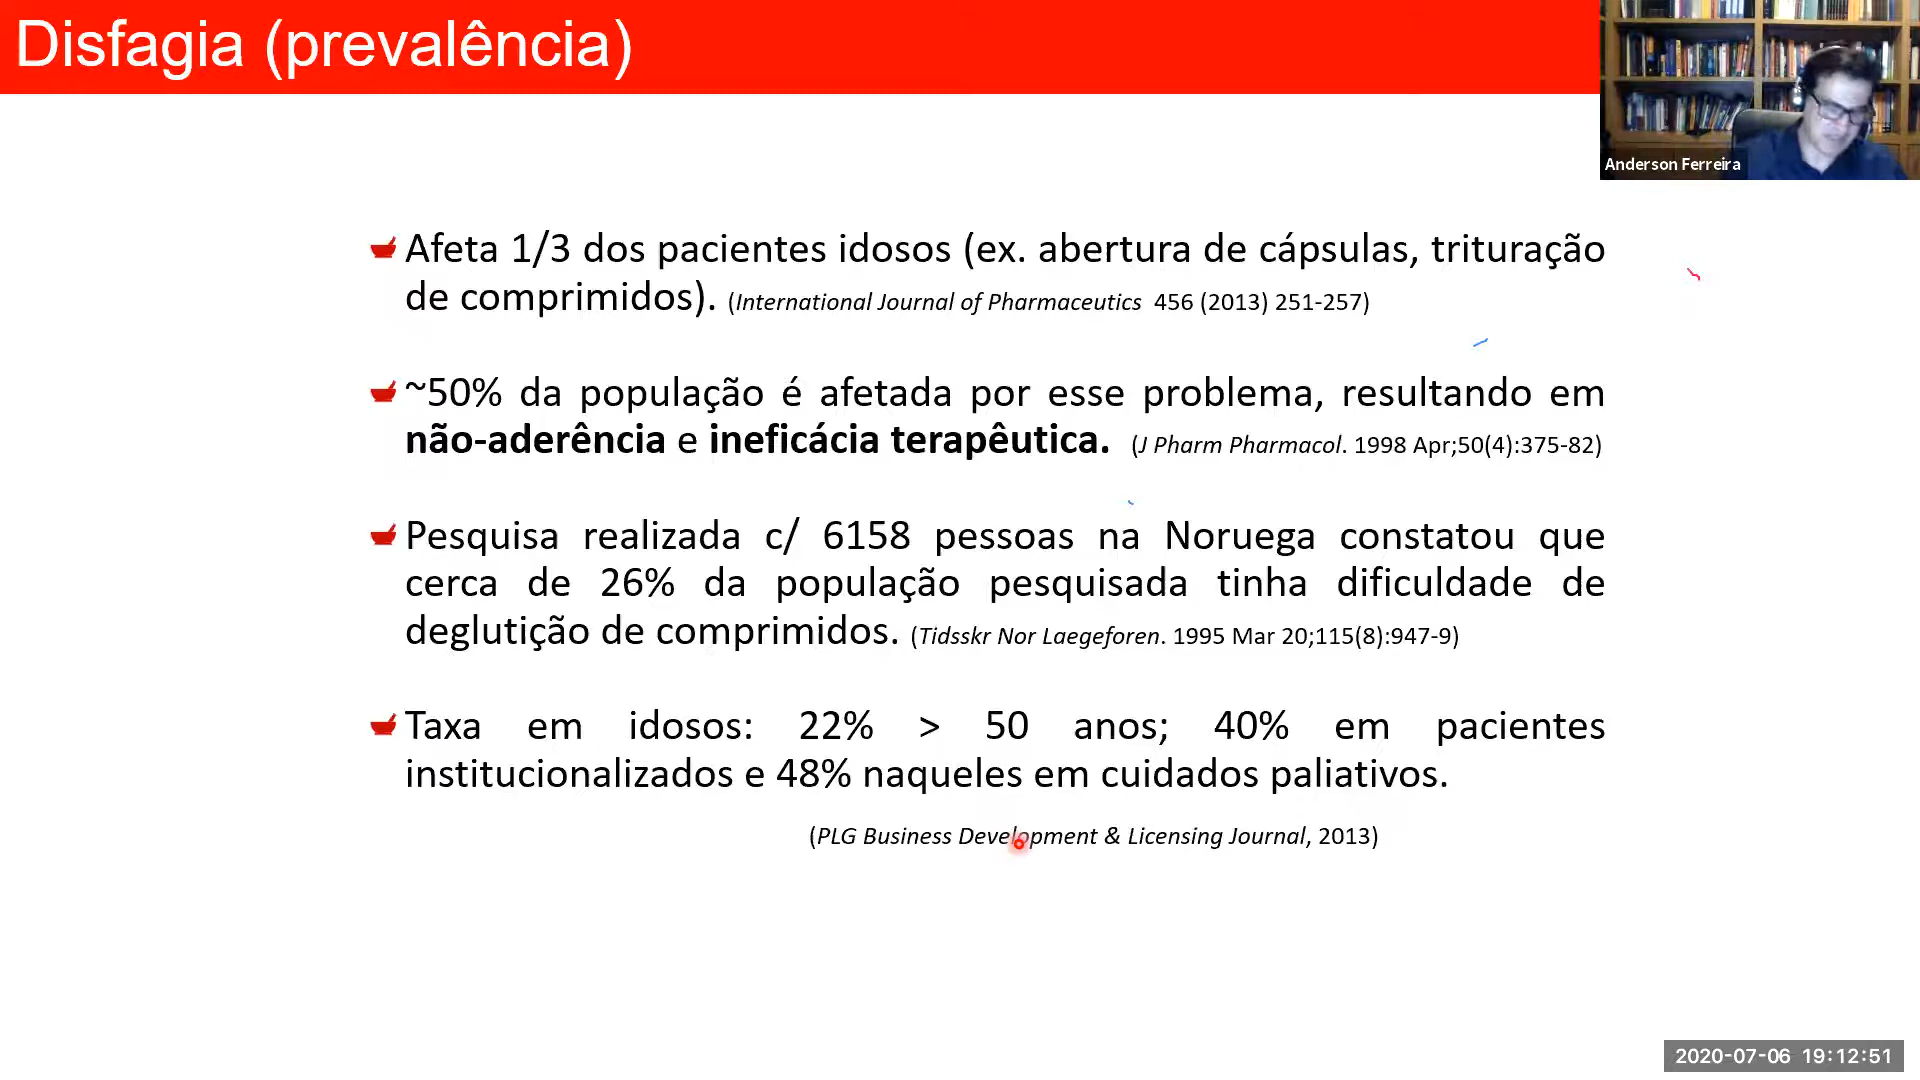 Disfagia (prevalência)
Anderson Ferreira
Afeta 1/3 dos pacientes idosos (ex. abertura de cápsulas, trituração
de comprimidos). (International Journal of Pharmaceutics 456 (2013) 251-257)
~50% da população é afetada por esse problema, resultando em
não-aderência e ineficácia terapêutica. (J Pharm Pharmacol. 1998 Apr;50(4):375-82)
Pesquisa realizada c/ 6158 pessoas na Noruega constatou que
cerca de 26% da população pesquisada tinha dificuldade de
deglutição de comprimidos. (Tidsskr Nor Laegeforen. 1995 Mar 20;115(8):947-9)
Taxa em idosos: 22% > 50 anos; 40% em pacientes
institucionalizados e 48% naqueles em cuidados paliativos.
(PLG Business Development & Licensing Journal, 2013)
2020-07-06 19:12:51